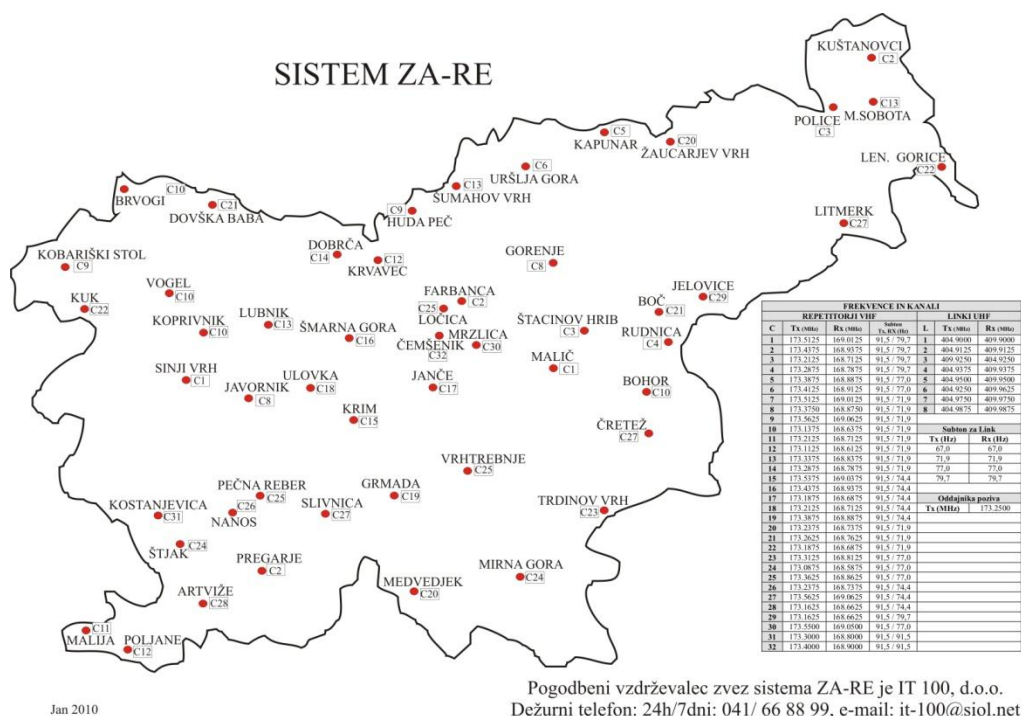 SISTEM ZA-RE
KUŠTANOVCI
C2
C13
M.SOBOTA
POLICE
C3
C5
KAPUNAR
C20
ŽAUCARJEV VRH
LEN. GORICE
C22
C6
URŠLJA GORA
C13
ŠUMAHOV VRH
C10
BRVOGI
C21
DOVŠKA BABA
C9
HUDA PEČ
LITMERK
C27
DOBRČA
C14
C12
KRVAVEC
GORENJE
C8
KOBARIŠKI STOL
C9
VOGEL
C10
KUK
C22
FARBANCA
C2
C25
LOČICA
JELOVICE
C29
BOČ
C21
KOPRIVNIK
C10
LUBNIK
C13
ŠMARNA GORA
C16
MRZLICA
C30
ČEMŠENIK
C32
ŠTACINOV HRIB
C3
RUDNICA
C4
MALIČ
C1
SINJI VRH
C1
JAVORNIK
C8
ULOVKA
C18
JANČE
C17
BOHOR
C10
KRIM
C15
ČRETEŽ
C27
VRHTREBNJE
C25
PEČNA REBER
C25
GRMADA
C19
KOSTANJEVICA
C31
C26
NANOS
SLIVNICA
C27
TRDINOV VRH
C23
C24
ŠTJAK
PREGARJE
C2
MIRNA GORA
C24
MEDVEDJEK
C20
ARTVIŽE
C28
C11
MALIJA
POLJANE
C12
FREKVENCE IN KANALI
REPETITORJI VHF LINKI UHF
C Tx (MHz) Rx (MHz) Subton Tx, RX (Hz) L Tx (MHz) Rx (MHz)
1 173.5125 169.0125 91,5 / 79,7 1 404.9000 409.9000
2 173.4375 168.9375 91,5 / 79,7 2 404.9125 409.9125
3 173.2125 168.7125 91,5 / 79,7 3 409.9250 404.9250
4 173.2875 168.7875 91,5 / 79,7 4 404.9375 409.9375
5 173.3875 168.8875 91,5 / 77,0 5 404.9500 409.9500
6 173.4125 168.9125 91,5 / 77,0 6 404.9250 409.9625
7 173.5125 169.0125 91,5 / 71,9 7 404.9750 409.9750
8 173.3750 168.8750 91,5 / 71,9 8 404.9875 409.9875
9 173.5625 169.0625 91,5 / 71,9
10 173.1375 168.6375 91,5 / 71,9 Subton za Link
11 173.2125 168.7125 91,5 / 71,9 Tx (Hz) Rx (Hz)
12 173.1125 168.6125 91,5 / 71,9 67,0 67,0
13 173.3375 168.8375 91,5 / 71,9 71,9 71,9
14 173.2875 168.7875 91,5 / 71,9 77,0 77,0
15 173.5375 169.0375 91,5 / 74,4 79,7 79,7
16 173.4375 168.9375 91,5 / 74,4
17 173.1875 168.6875 91,5 / 74,4 Oddajnika poziva
18 173.2125 168.7125 91,5 / 74,4 Tx (MHz) 173.2500
19 173.3875 168.8875 91,5 / 74,4
20 173.2375 168.7375 91,5 / 71,9
21 173.2625 168.7625 91,5 / 71,9
22 173.1875 168.6875 91,5 / 71,9
23 173.3125 168.8125 91,5 / 77,0
24 173.0875 168.5875 91,5 / 77,0
25 173.3625 168.8625 91,5 / 77,0
26 173.2375 168.7375 91,5 / 74,4
27 173.5625 169.0625 91,5 / 74,4
28 173.1625 168.6625 91,5 / 74,4
29 173.1625 168.6625 91,5 / 79,7
30 173.5500 169.0500 91,5 / 77,0
31 173.3000 168.8000 91,5 / 91,5
32 173.4000 168.9000 91,5 / 91,5
Pogodbeni vzdrževalec zvez sistema ZA-RE je IT 100, d.o.o.
Jan 2010
Dežurni telefon: 24h/7dni: 041/ 66 88 99, e-mail: it-100@siol.net